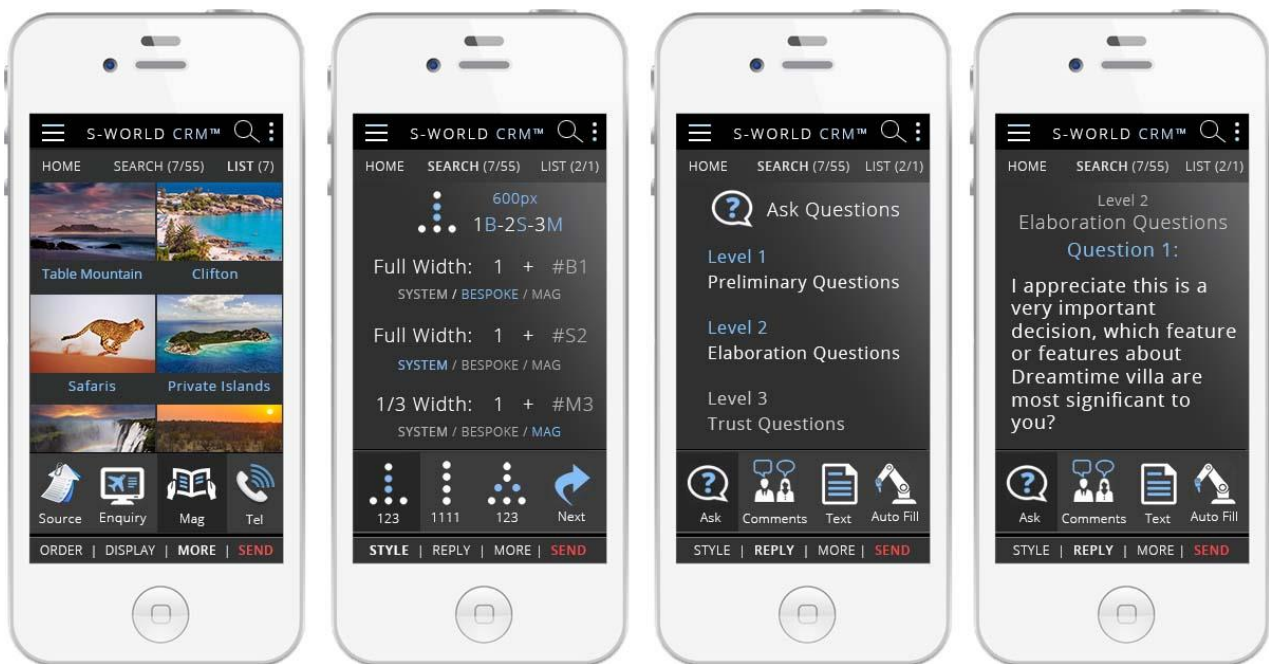 S-WORLD CRM™
HOME SEARCH (7/55) LIST (7)
Table Mountain Clifton
Safaris Private Islands
Source Enquiry Mag Tel
ORDER | DISPLAY | MORE | SEND
S-WORLD CRM™
HOME SEARCH (7/55) LIST (2/1)
600px
1B-2S-3M
Full Width: 1 + #B1
SYSTEM / BESPOKE / MAG
Full Width: 1 + #S2
SYSTEM / BESPOKE / MAG
1/3 Width: 1 + #M3
SYSTEM / BESPOKE / MAG
123 1111 123 Next
STYLE | REPLY | MORE | SEND
S-WORLD CRM™
HOME SEARCH (7/55) LIST (2/1)
? Ask Questions
Level 1
Preliminary Questions
Level 2
Elaboration Questions
Level 3
Trust Questions
?
Ask Comments Text Auto Fill
STYLE | REPLY | MORE | SEND
S-WORLD CRM™
HOME SEARCH (7/55) LIST (2/1)
Level 2
Elaboration Questions
Question 1:
I appreciate this is a
very important
decision, which feature
or features about
Dreamtime villa are
most significant to
you?
?
Ask Comments Text Auto Fill
STYLE | REPLY | MORE | SEND